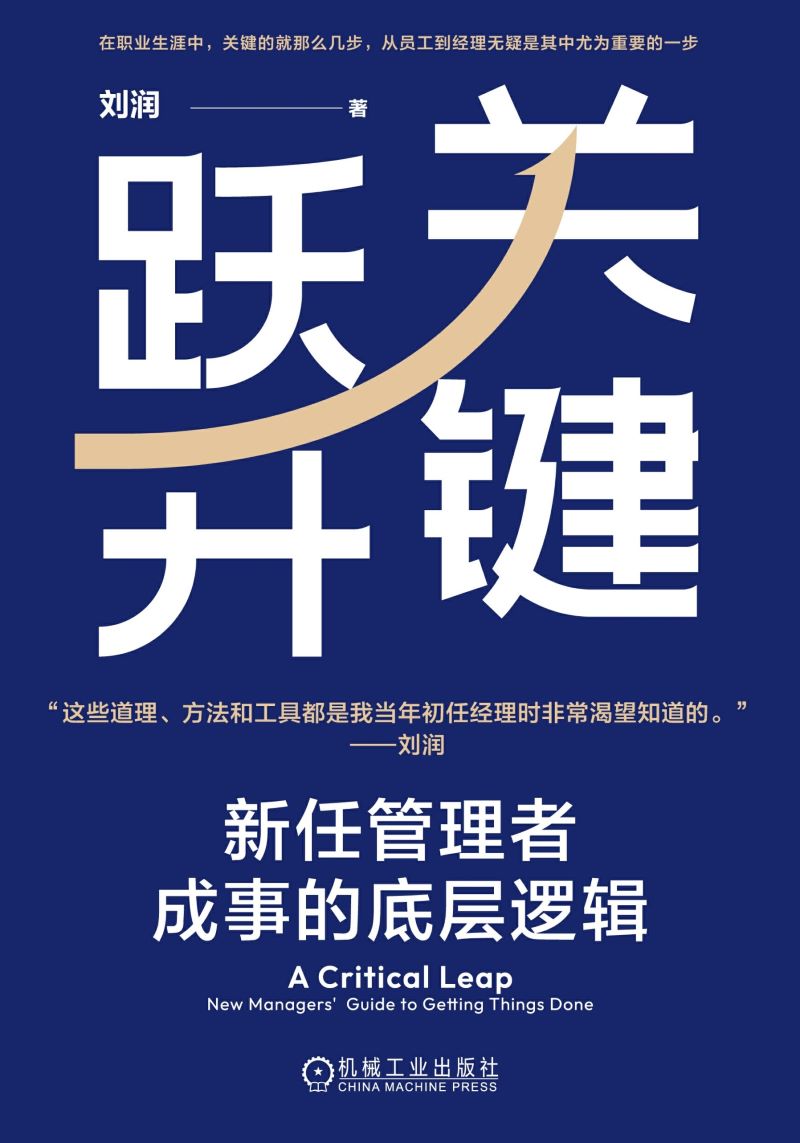 在职业生涯中，关键的就那么几步，从员工到经理无疑是其中尤为重要的一步
刘润 著
关键
跃升
“这些道理、方法和工具都是我当年初任经理时非常渴望知道的。”
——刘润
新任管理者
成事的底层逻辑
A Critical Leap
New Managers' Guide to Getting Things Done
机械工业出版社
CHINA MACHINE PRESS